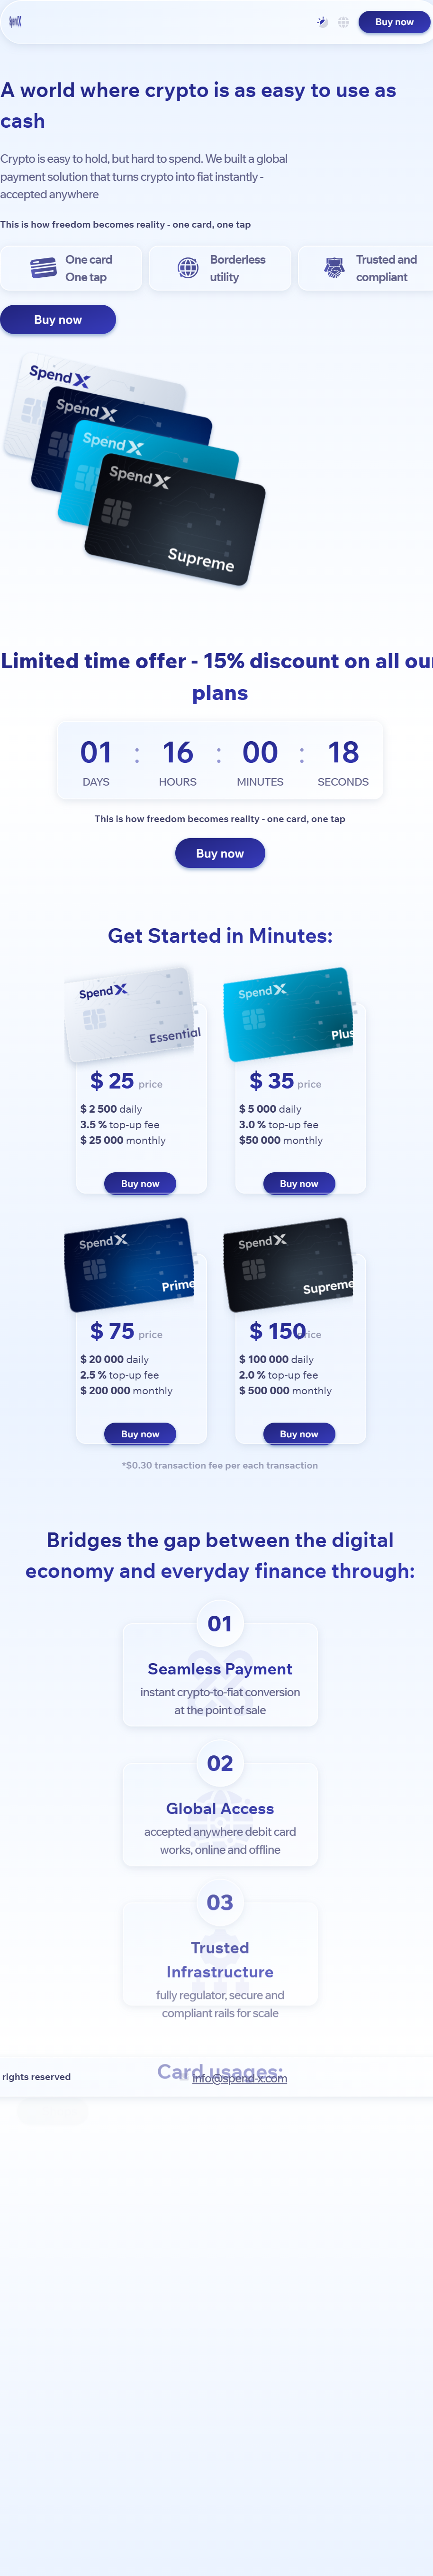 SpendX
Buy now
A world where crypto is as easy to use as
cash
Crypto is easy to hold, but hard to spend. We built a global
payment solution that turns crypto into fiat instantly -
accepted anywhere
This is how freedom becomes reality - one card, one tap
One card
One tap
Borderless
utility
Trusted and
compliant
Buy now
SpendX
SpendX
SpendX
SpendX
Supreme
Limited time offer - 15% discount on all our
plans
01 : 16 : 00 : 18
DAYS HOURS MINUTES SECONDS
This is how freedom becomes reality - one card, one tap
Buy now
Get Started in Minutes:
SpendX
Essential
$ 25 price
$ 2 500 daily
3.5 % top-up fee
$ 25 000 monthly
Buy now
SpendX
Plus
$ 35 price
$ 5 000 daily
3.0 % top-up fee
$50 000 monthly
Buy now
SpendX
Prime
$ 75 price
$ 20 000 daily
2.5 % top-up fee
$ 200 000 monthly
Buy now
SpendX
Supreme
$ 150 price
$ 100 000 daily
2.0 % top-up fee
$ 500 000 monthly
Buy now
*$0.30 transaction fee per each transaction
Bridges the gap between the digital
economy and everyday finance through:
01
Seamless Payment
instant crypto-to-fiat conversion
at the point of sale
02
Global Access
accepted anywhere debit card
works, online and offline
03
Trusted
Infrastructure
fully regulator, secure and
compliant rails for scale
Card usages:
rights reserved
info@spend-x.com